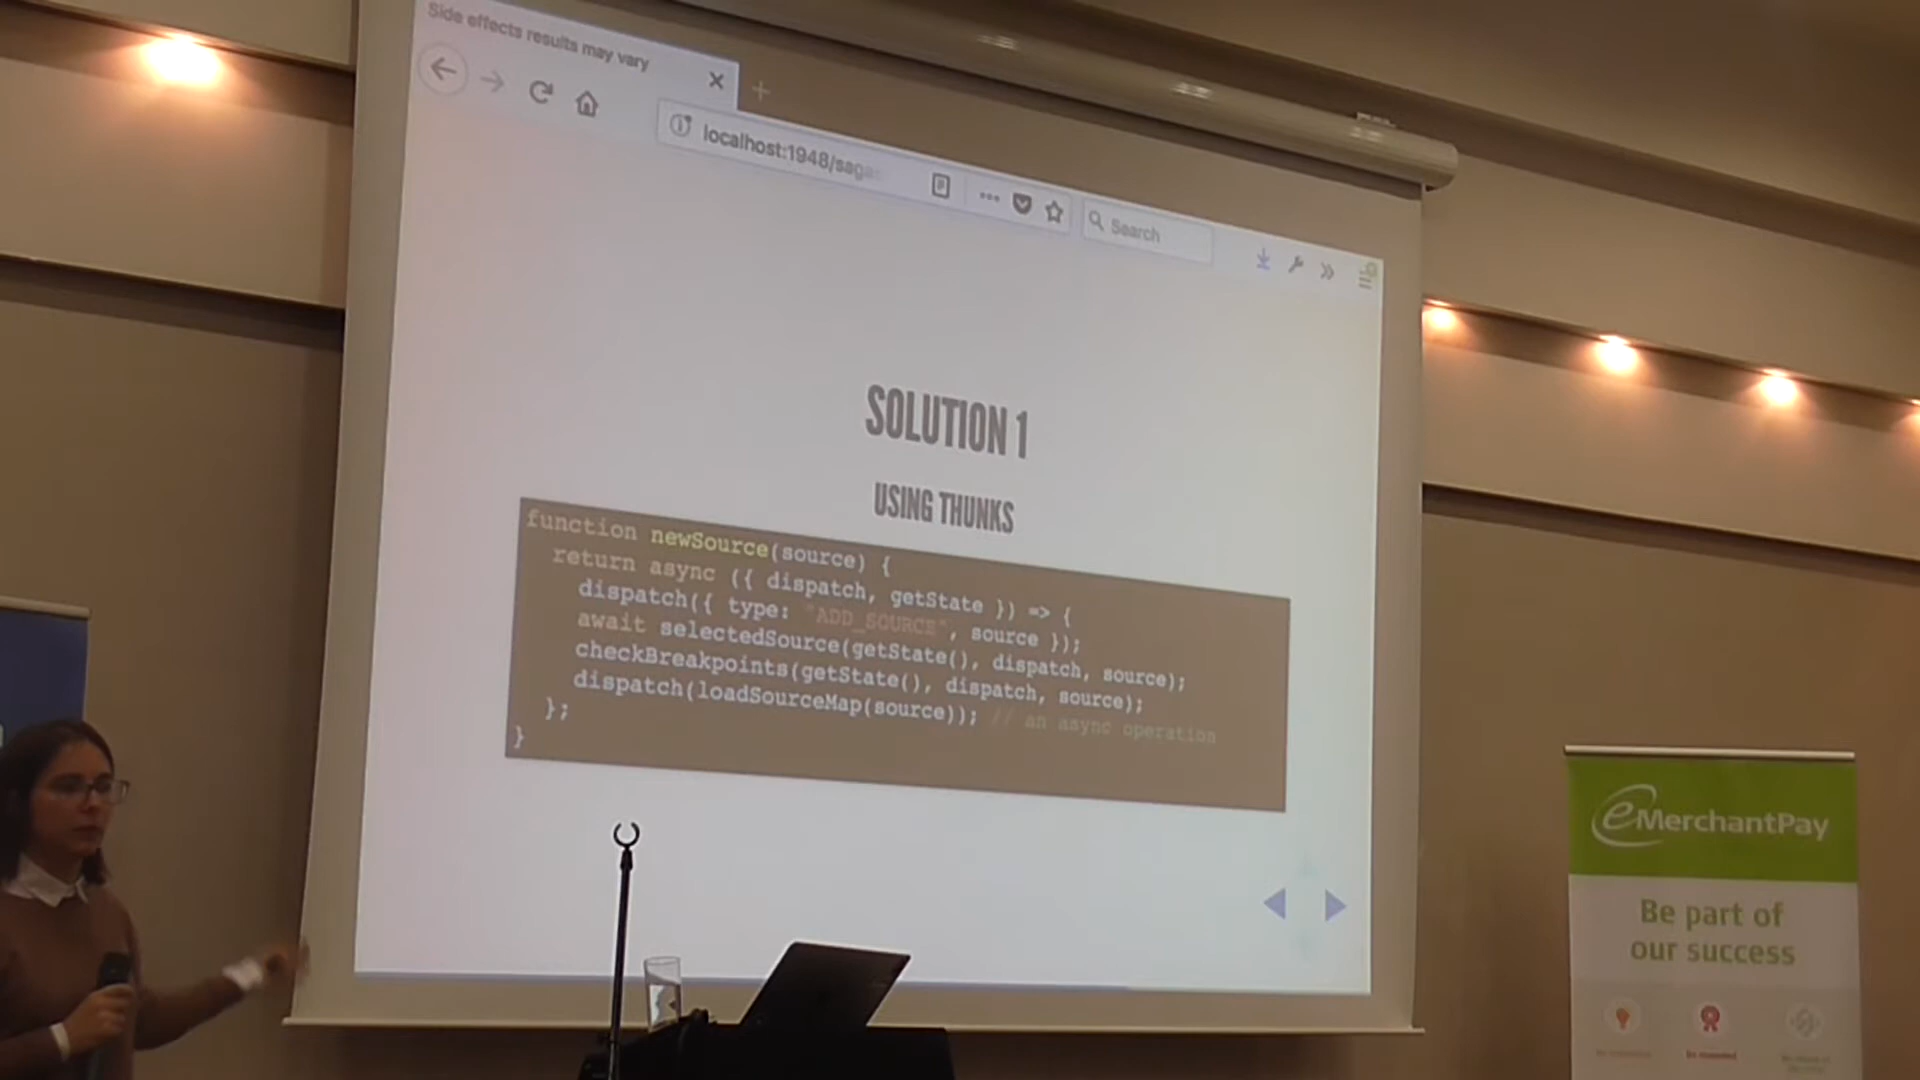 Side effects results may vary
localhost:1948/saga
Search
SOLUTION 1
USING THUNKS
function newSource(source) {
return async ({ dispatch, getState }) => {
dispatch({ type: "ADD_SOURCE", source });
await selectedSource(getState(), dispatch, source);
checkBreakpoints(getState(), dispatch, source);
dispatch(loadSourceMap(source)); // an async operation
};
}
eMerchantPay
Be part of
our success